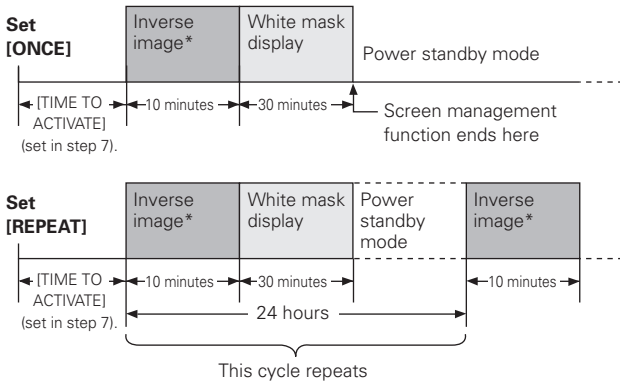 Set
[ONCE]
Inverse
image*
White mask
display
Power standby mode
[TIME TO
ACTIVATE]
(set in step 7).
10 minutes
30 minutes
Screen management
function ends here
Set
[REPEAT]
Inverse
image*
White mask
display
Power
standby
mode
Inverse
image*
[TIME TO
ACTIVATE]
(set in step 7).
10 minutes
30 minutes
10 minutes
24 hours
This cycle repeats